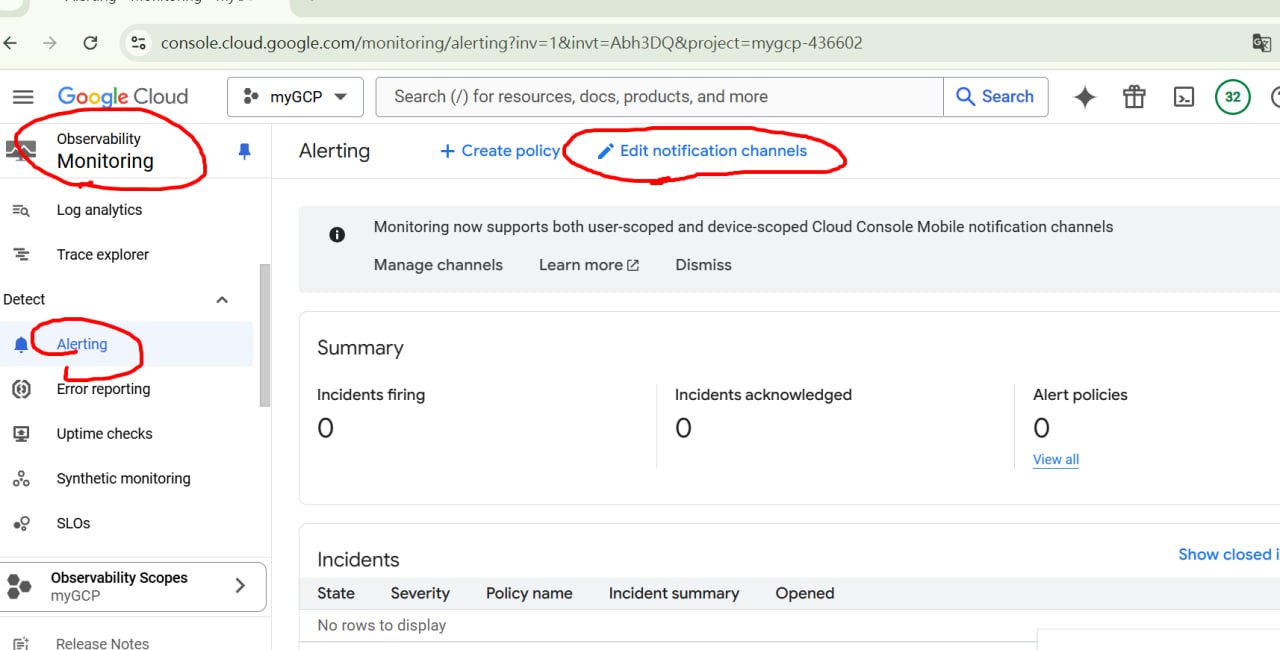 console.cloud.google.com/monitoring/alerting?inv=1&invt=Abh3DQ&project=mygcp-436602
Google Cloud
myGCP
Search (/) for resources, docs, products, and more
Search
32
Observability
Monitoring
Alerting
+ Create policy
Edit notification channels
Log analytics
Trace explorer
Detect
Alerting
Error reporting
Uptime checks
Synthetic monitoring
SLOs
Observability Scopes
myGCP
Release Notes
Monitoring now supports both user-scoped and device-scoped Cloud Console Mobile notification channels
Manage channels
Learn more
Dismiss
Summary
Incidents firing
0
Incidents acknowledged
0
Alert policies
0
View all
Incidents
Show closed i
State Severity Policy name Incident summary Opened
No rows to display